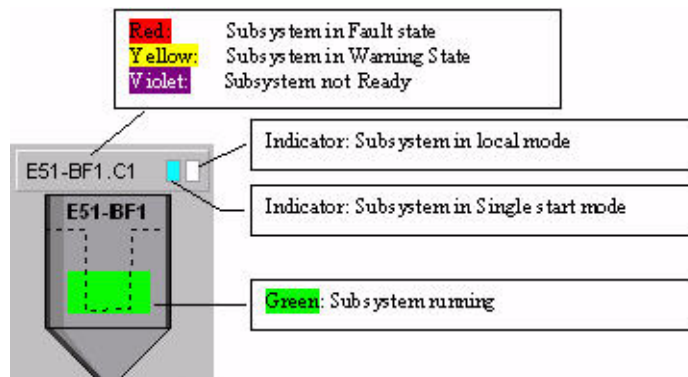 Red: Subsystem in Fault state
Yellow: Subsystem in Warning State
Violet: Subsystem not Ready
Indicator: Subsystem in local mode
E51-BF1.C1
E51-BF1
Indicator: Subsystem in Single start mode
Green: Subsystem running